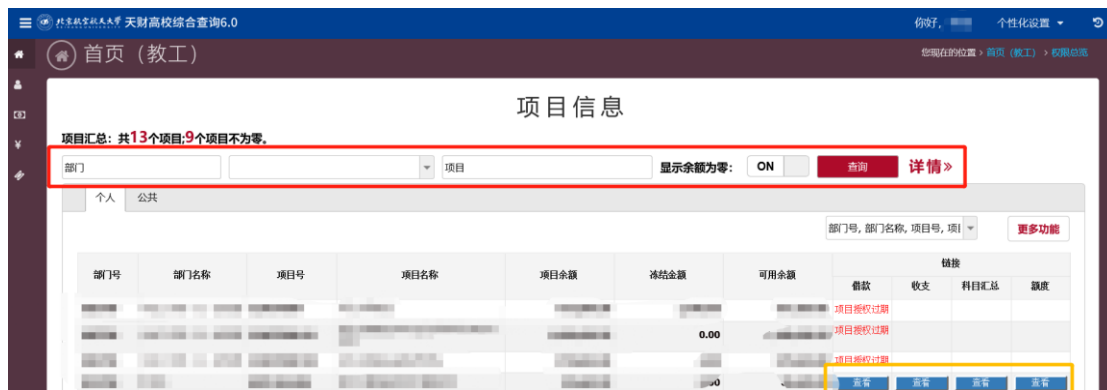 北京航空航天大学 天财高校综合查询6.0 你好, 个性化设置
首页（教工） 您现在的位置 > 首页（教工） > 权限总览
项目信息
项目汇总：共13个项目;9个项目不为零。
部门 项目 显示余额为零： ON 查询 详情»
个人 公共
部门号, 部门名称, 项目号, 项 更多功能
部门号 部门名称 项目号 项目名称 项目余额 冻结金额 可用余额 链接
借款 收支 科目汇总 额度
项目授权过期
0.00 项目授权过期
项目授权过期
查看 查看 查看 查看